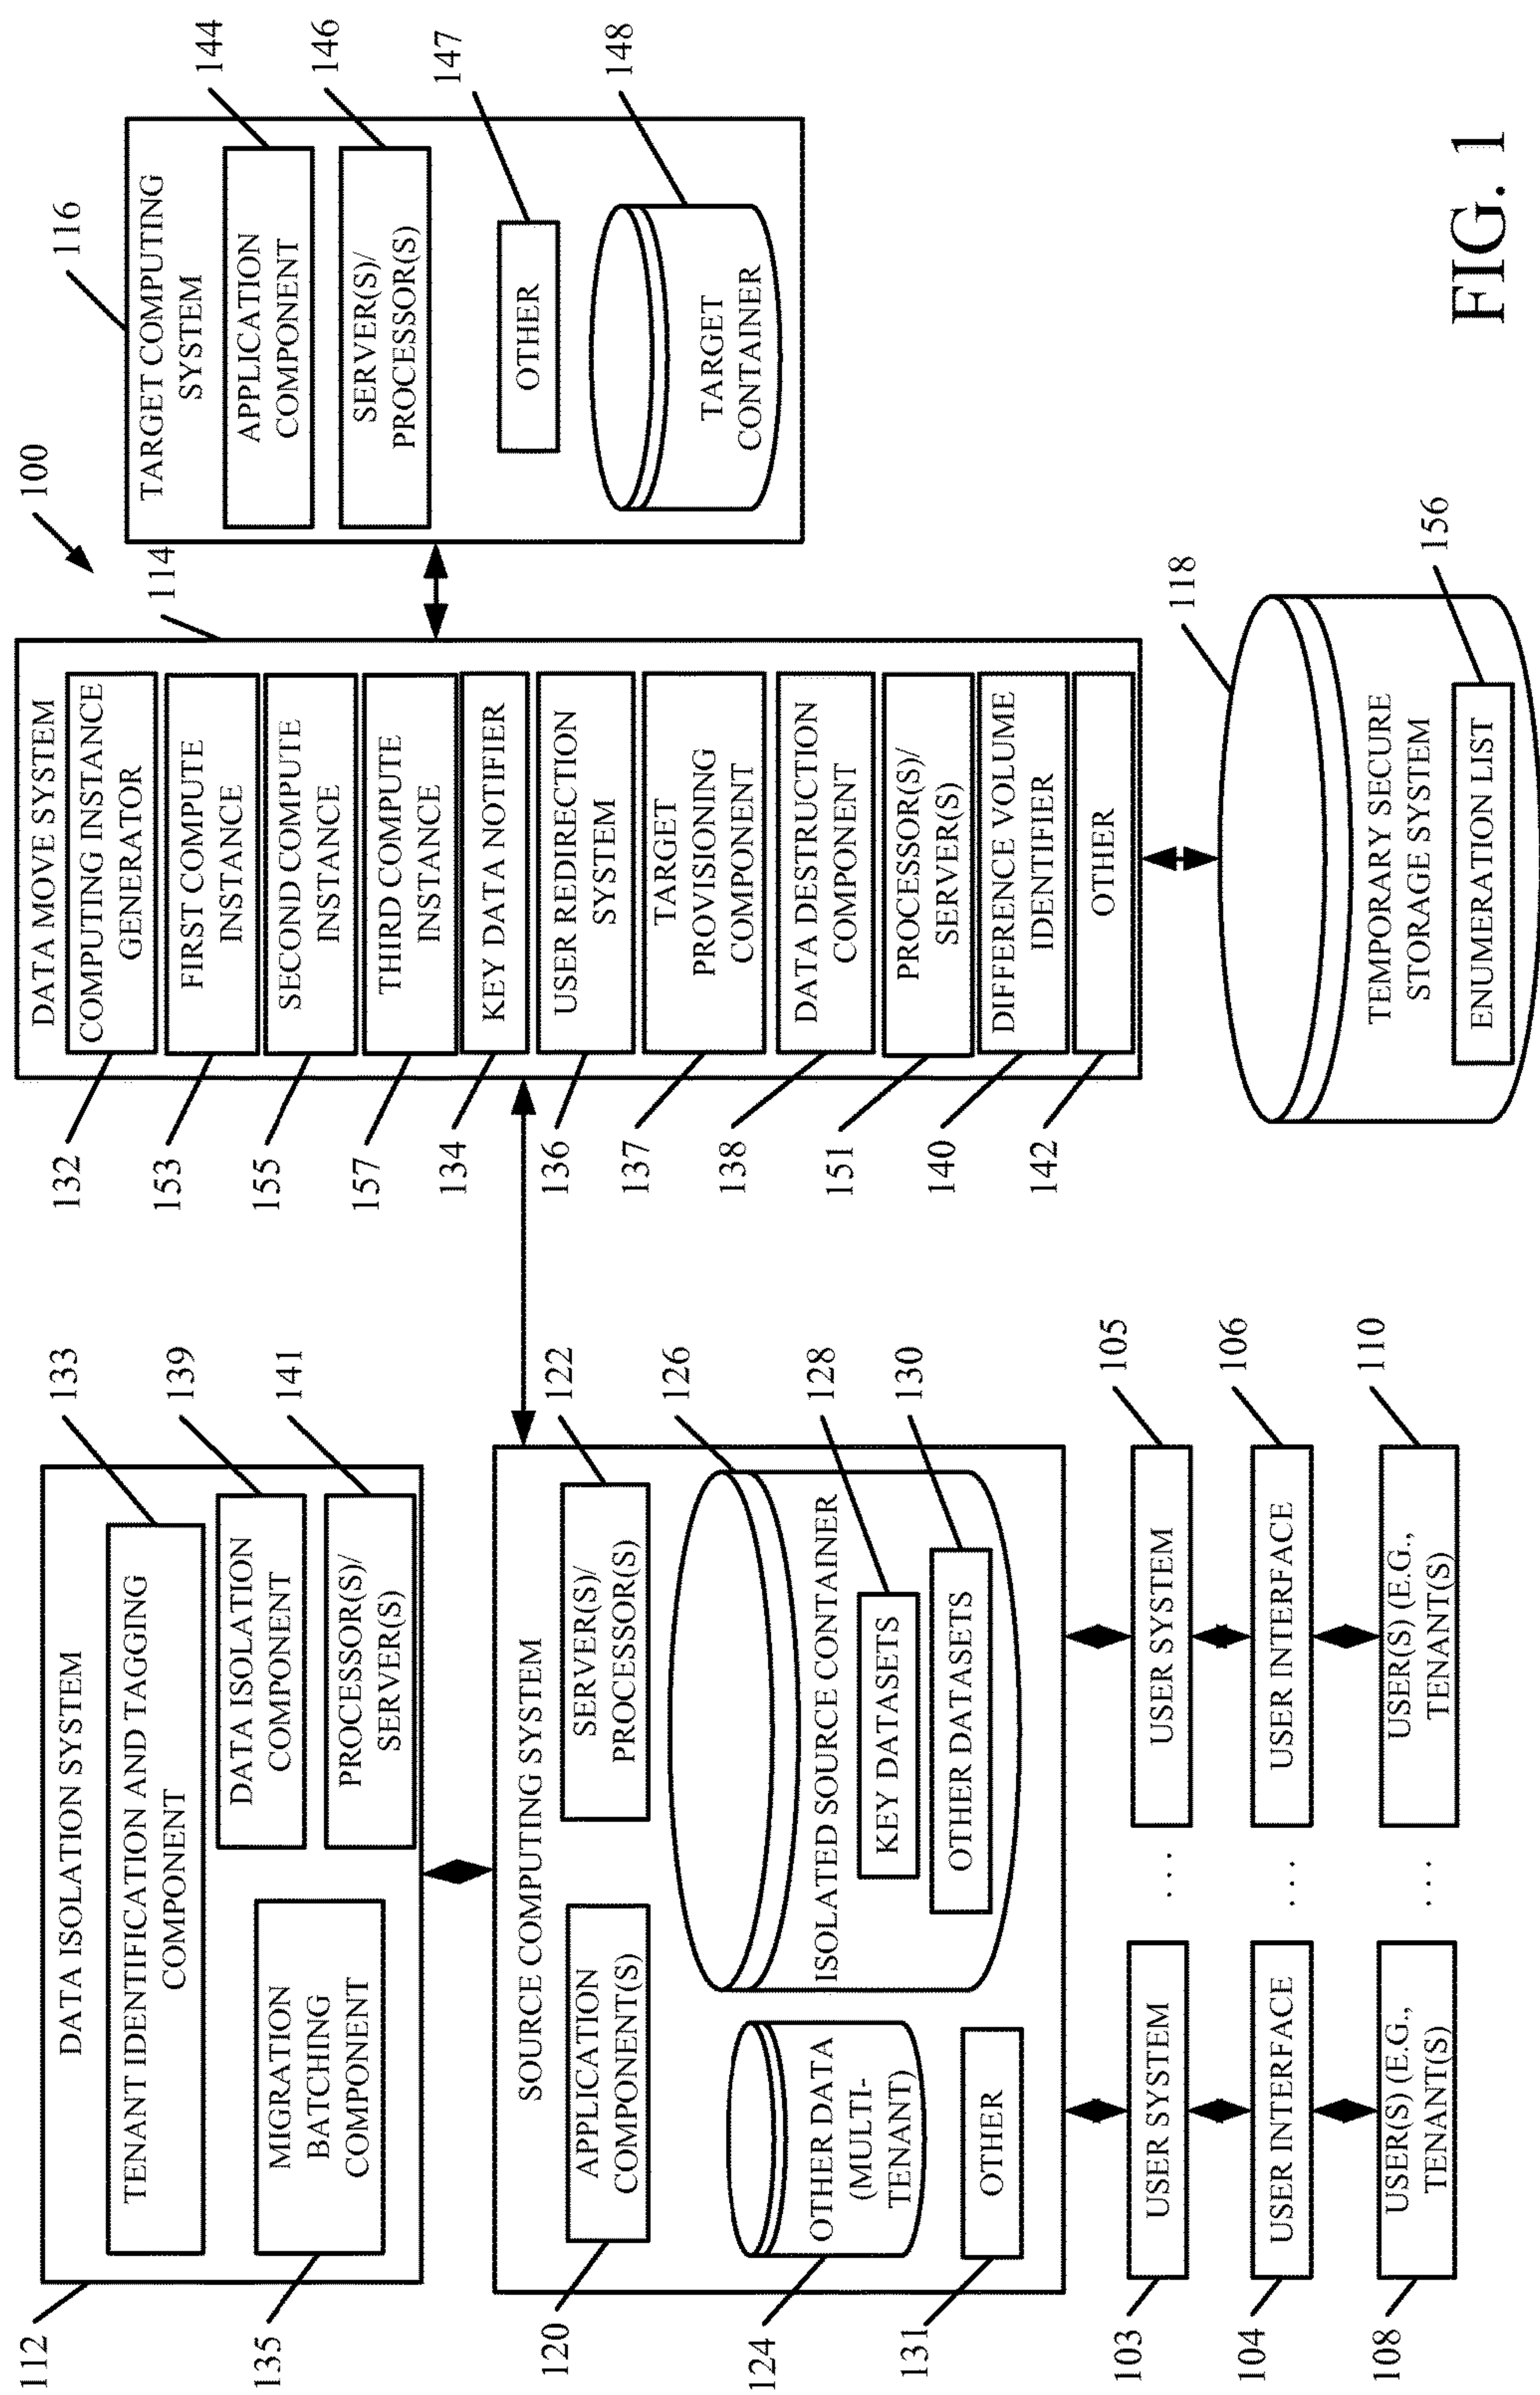 100
112
DATA ISOLATION SYSTEM
TENANT IDENTIFICATION AND TAGGING
COMPONENT
133
MIGRATION
BATCHING
COMPONENT
135
DATA ISOLATION
COMPONENT
139
PROCESSOR(S)/
SERVER(S)
141
SOURCE COMPUTING SYSTEM
APPLICATION
COMPONENT(S)
120
SERVER(S)/
PROCESSOR(S)
122
OTHER DATA
(MULTI-
TENANT)
124
ISOLATED SOURCE CONTAINER
126
KEY DATASETS
128
OTHER DATASETS
130
OTHER
131
103
USER SYSTEM
...
USER SYSTEM
105
104
USER INTERFACE
...
USER INTERFACE
106
108
USER(S) (E.G.,
TENANT(S)
...
USER(S) (E.G.,
TENANT(S)
110
DATA MOVE SYSTEM
114
132
COMPUTING INSTANCE
GENERATOR
153
FIRST COMPUTE
INSTANCE
155
SECOND COMPUTE
INSTANCE
157
THIRD COMPUTE
INSTANCE
134
KEY DATA NOTIFIER
136
USER REDIRECTION
SYSTEM
137
TARGET
PROVISIONING
COMPONENT
138
DATA DESTRUCTION
COMPONENT
151
PROCESSOR(S)/
SERVER(S)
140
DIFFERENCE VOLUME
IDENTIFIER
142
OTHER
118
TEMPORARY SECURE
STORAGE SYSTEM
ENUMERATION LIST
156
116
TARGET COMPUTING
SYSTEM
APPLICATION
COMPONENT
144
SERVER(S)/
PROCESSOR(S)
146
OTHER
147
TARGET
CONTAINER
148
FIG. 1